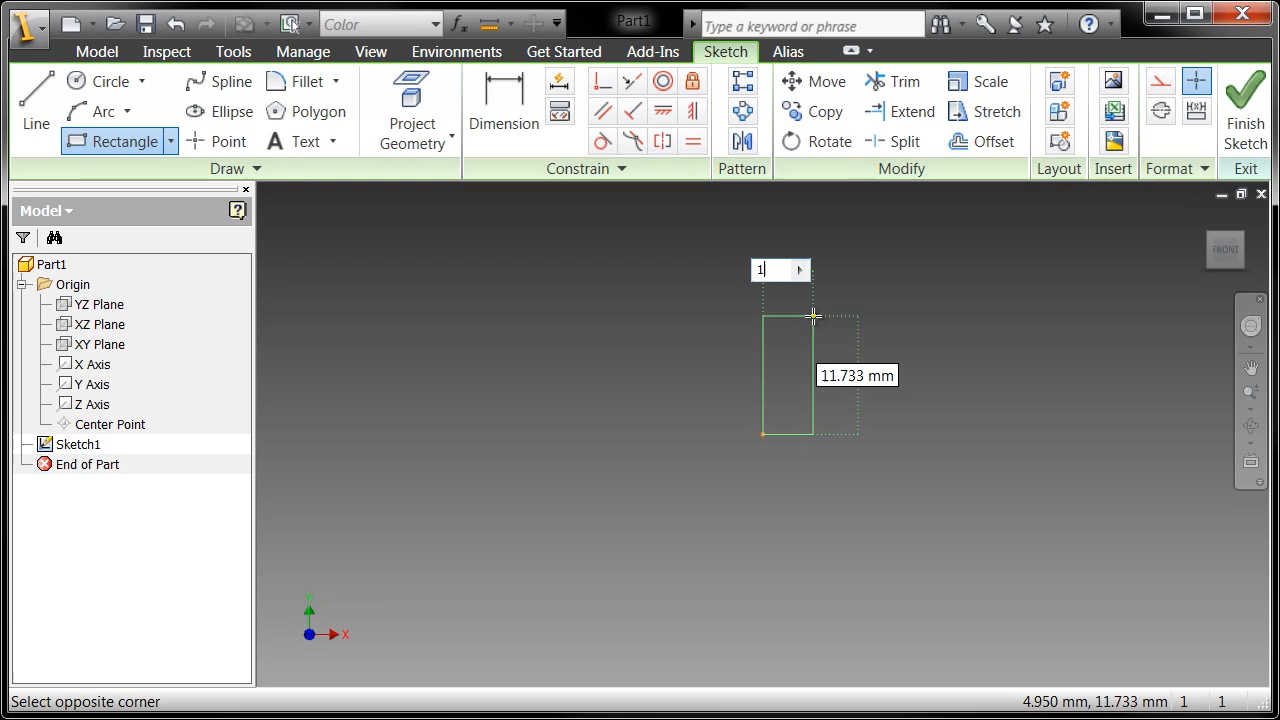 Color
Part1
Type a keyword or phrase
Model Inspect Tools Manage View Environments Get Started Add-Ins Sketch Alias
Line
Circle
Arc
Rectangle
Spline
Ellipse
Point
Fillet
Polygon
Text
Project
Geometry
Dimension
Move
Copy
Rotate
Trim
Extend
Split
Scale
Stretch
Offset
Finish
Sketch
Draw Constrain Pattern Modify Layout Insert Format Exit
Model
Part1
Origin
YZ Plane
XZ Plane
XY Plane
X Axis
Y Axis
Z Axis
Center Point
Sketch1
End of Part
FRONT
1
11.733 mm
Y
X
Select opposite corner
4.950 mm, 11.733 mm 1 1